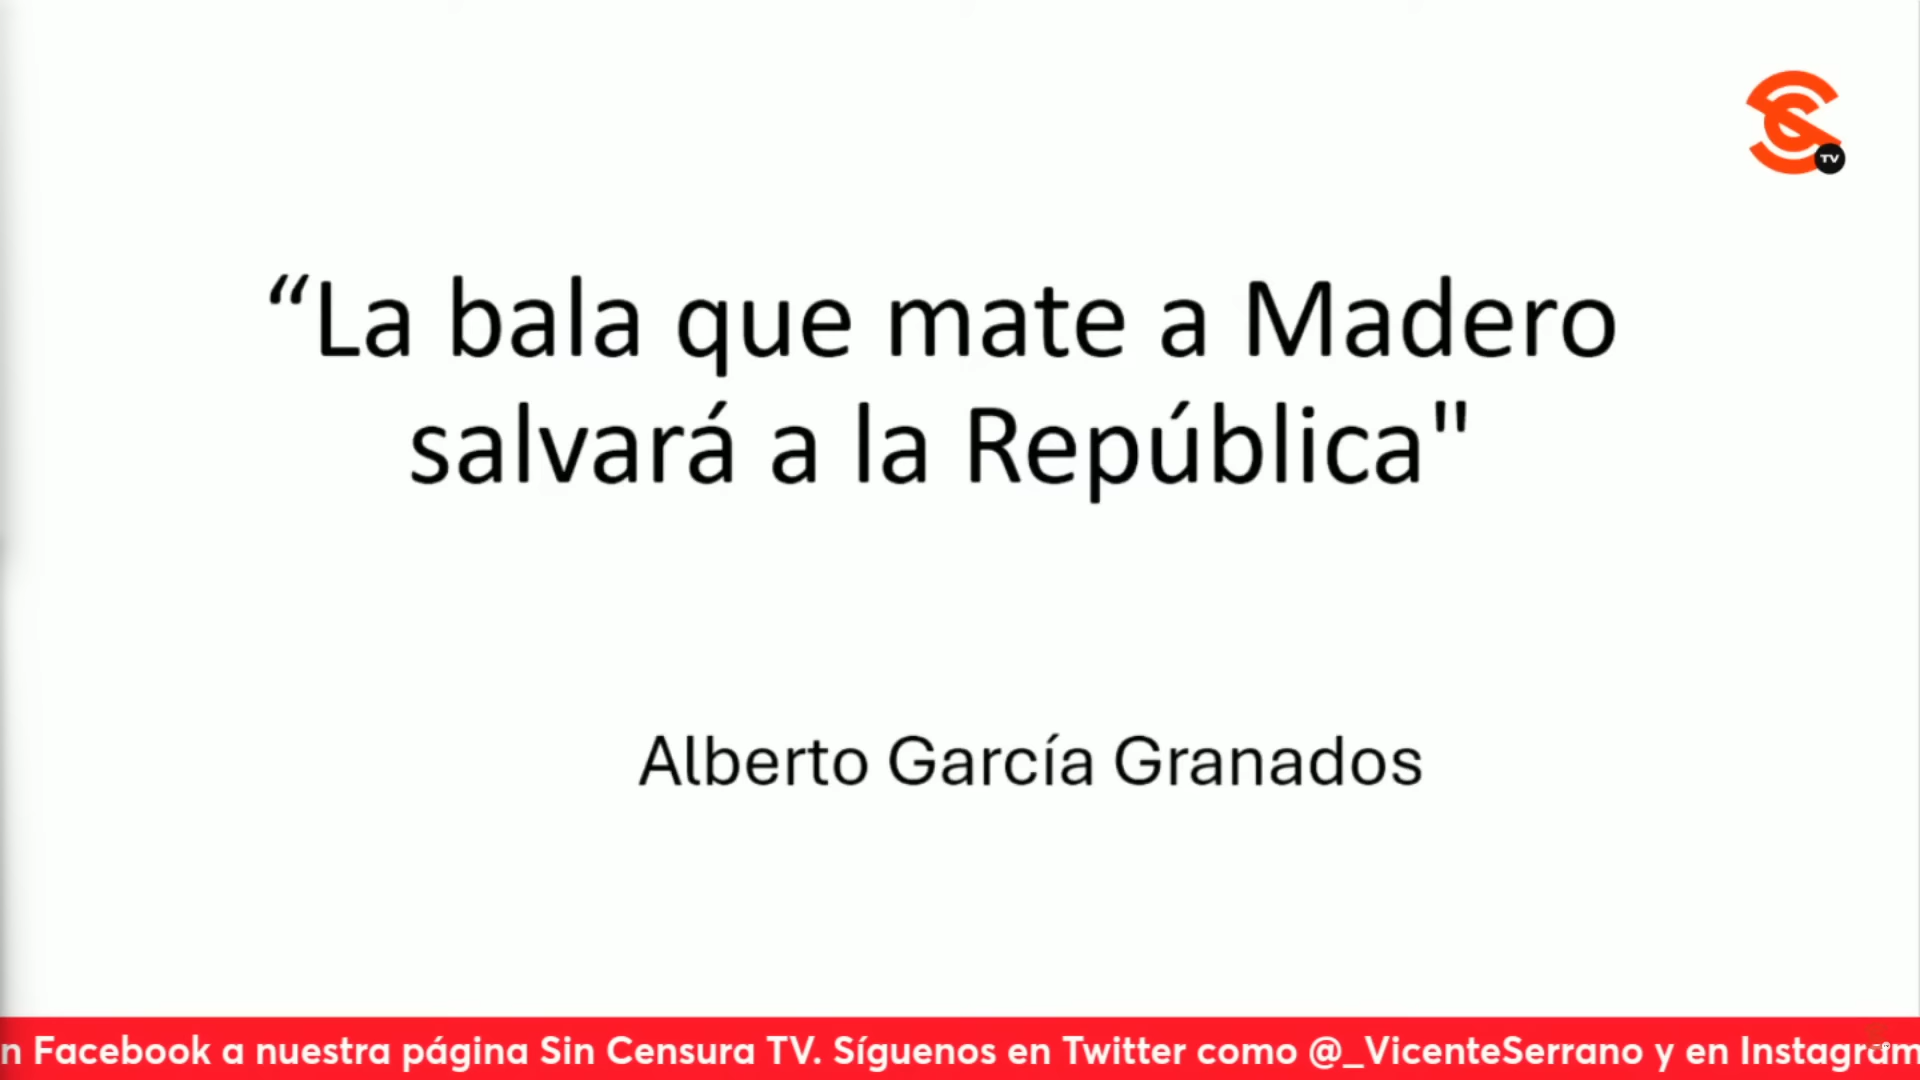 TV
“La bala que mate a Madero
salvará a la República"
Alberto García Granados
n Facebook a nuestra página Sin Censura TV. Síguenos en Twitter como @_VicenteSerrano y en Instagram